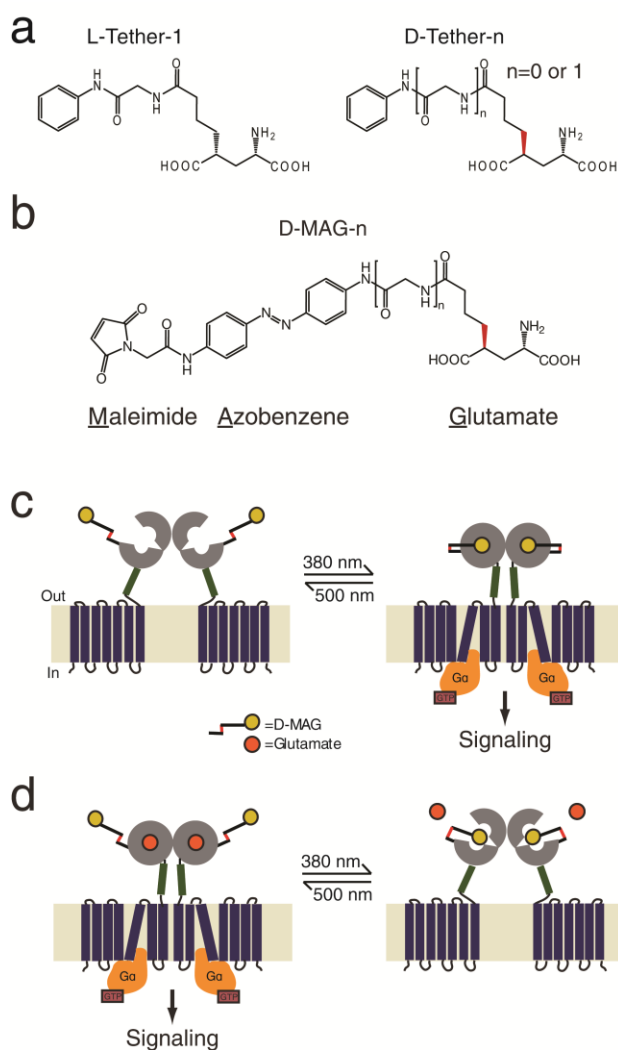 a
L-Tether-1
D-Tether-n
n=0 or 1
H
N
O
O
N
H
NH2
HOOC
COOH
H
N
O
N
H
O
n
NH2
HOOC
COOH
b
D-MAG-n
O
N
O
O
N
H
N=N
H
N
O
N
H
O
n
NH2
HOOC
COOH
Maleimide Azobenzene Glutamate
c
380 nm
500 nm
Out
In
Gα
Gα
GTP
GTP
=D-MAG
=Glutamate
Signaling
d
380 nm
500 nm
Gα
Gα
GTP
GTP
Signaling